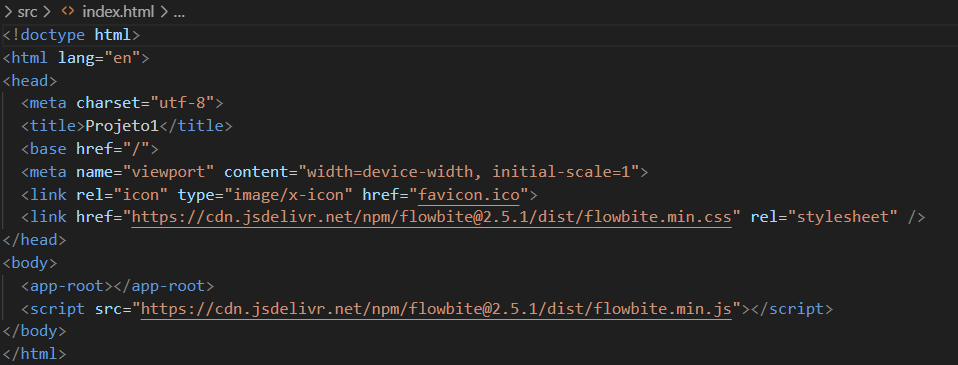 > src > <> index.html > ...
<!doctype html>
<html lang="en">
<head>
  <meta charset="utf-8">
  <title>Projeto1</title>
  <base href="/">
  <meta name="viewport" content="width=device-width, initial-scale=1">
  <link rel="icon" type="image/x-icon" href="favicon.ico">
  <link href="https://cdn.jsdelivr.net/npm/flowbite@2.5.1/dist/flowbite.min.css" rel="stylesheet" />
</head>
<body>
  <app-root></app-root>
  <script src="https://cdn.jsdelivr.net/npm/flowbite@2.5.1/dist/flowbite.min.js"></script>
</body>
</html>